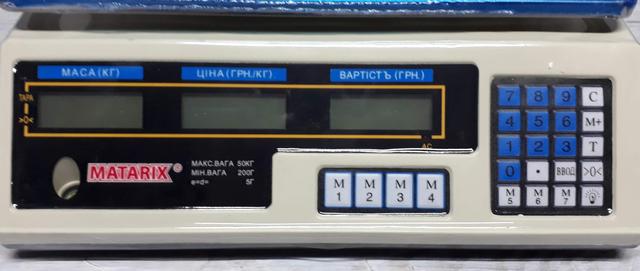 МАСА (КГ) ЦІНА (ГРН./КГ) ВАРТІСТЬ (ГРН.)
ТАРА
>0<
AC
MATARIX ®
МАКС.ВАГА 50КГ
МІН.ВАГА 200Г
e=d= 5Г
M 1 M 2 M 3 M 4
7 8 9 C
4 5 6 M+
1 2 3 T
0 . ВВОД >0<
M 5 M 6 M 7